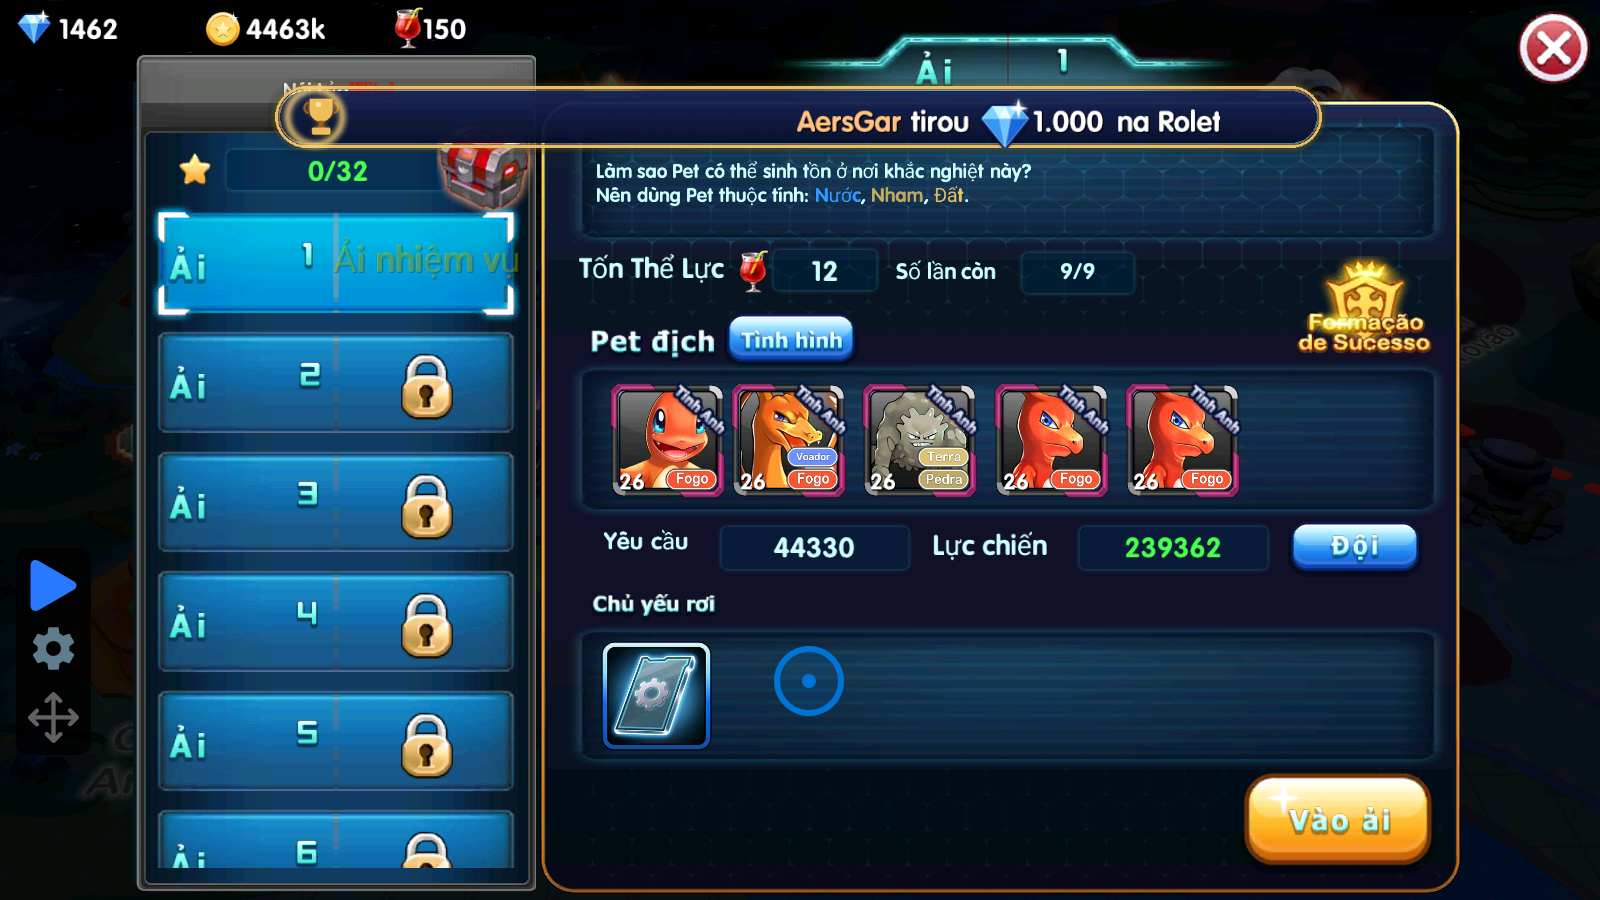 1462
4463k
150
Ải 1
AersGar tirou 1.000 na Rolet
0/32
Làm sao Pet có thể sinh tồn ở nơi khắc nghiệt này?
Nên dùng Pet thuộc tính: Nước, Nham, Đất.
Ải 1 Ải nhiệm vụ
Tốn Thể Lực 12 Số lần còn 9/9
Formação
de Sucesso
Pet địch Tình hình
Ải 2
Tinh Anh Tinh Anh Tinh Anh Tinh Anh Tinh Anh
Voador Terra
26 Fogo 26 Fogo 26 Pedra 26 Fogo 26 Fogo
Ải 3
Yêu cầu 44330 Lực chiến 239362 Đội
Chủ yếu rơi
Ải 4
Ải 5
Vào ải
Ải 6